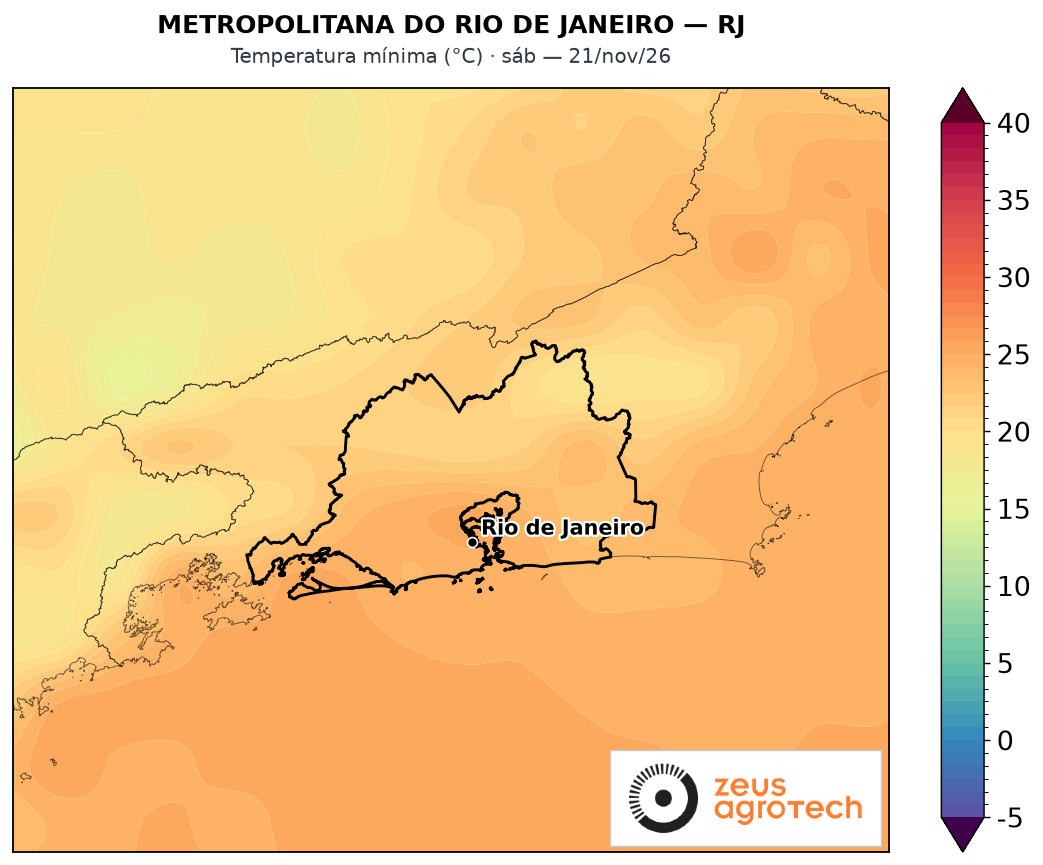 METROPOLITANA DO RIO DE JANEIRO — RJ
Temperatura mínima (°C) · sáb — 21/nov/26
40
35
30
25
20
15
10
5
0
-5
Rio de Janeiro
zeus
agrotech